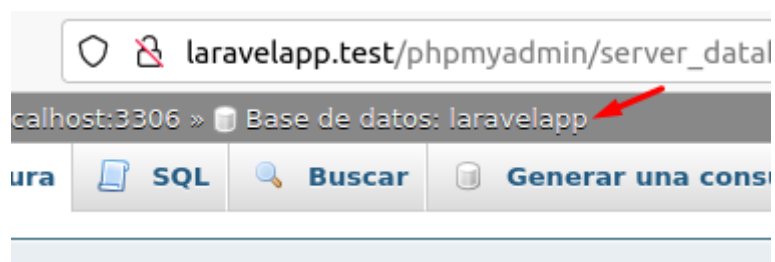 laravelapp.test/phpmyadmin/server_datal
calhost:3306 » Base de datos: laravelapp
ura SQL Buscar Generar una consu